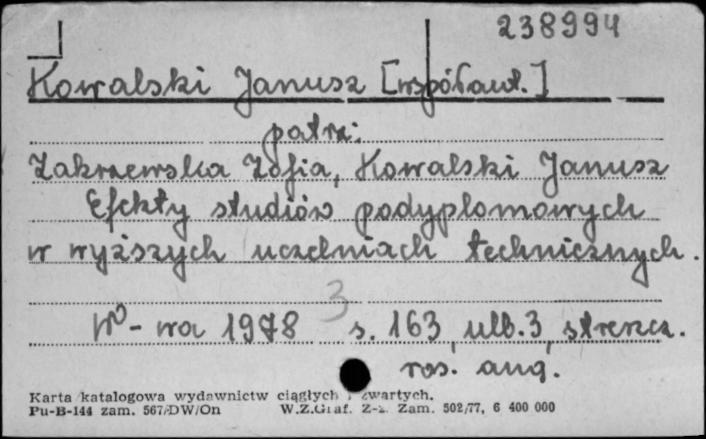 238994
Kowalski Janusz [współaut.]
patrz:
Zakrzewska Zofia, Kowalski Janusz
Efekty studiów podyplomowych
w wyższych uczelniach technicznych.
3
W-wa 1978 s. 163, ulb. 3, streszcz.
ros. ang.
Karta katalogowa wydawnictw ciągłych i zwartych.
Pu-B-144 zam. 567/DW/On W.Z.Graf. Z-2. Zam. 502/77, 6 400 000